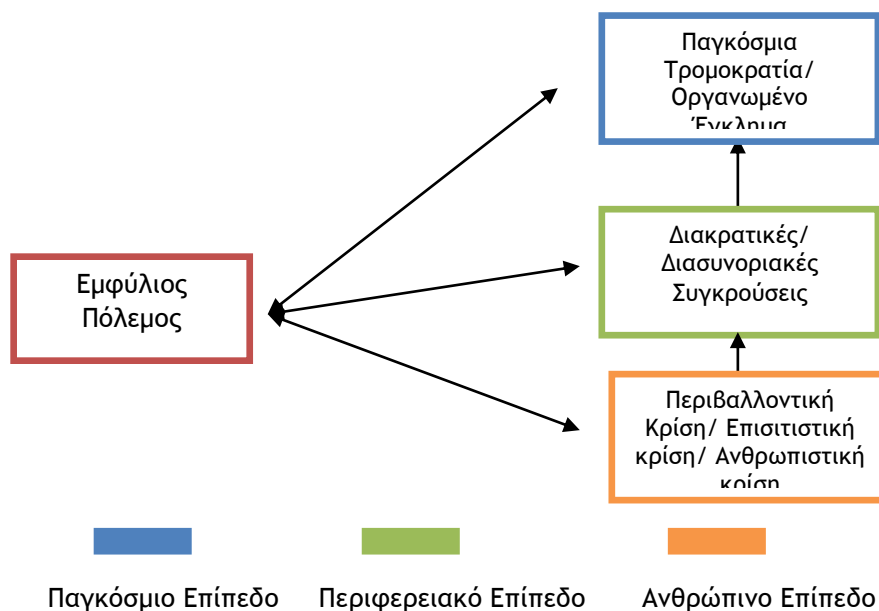 Παγκόσμια
Τρομοκρατία/
Οργανωμένο
Έγκλημα
Εμφύλιος
Πόλεμος
Διακρατικές/
Διασυνοριακές
Συγκρούσεις
Περιβαλλοντική
Κρίση/ Επισιτιστική
κρίση/ Ανθρωπιστική
κρίση
Παγκόσμιο Επίπεδο
Περιφερειακό Επίπεδο
Ανθρώπινο Επίπεδο